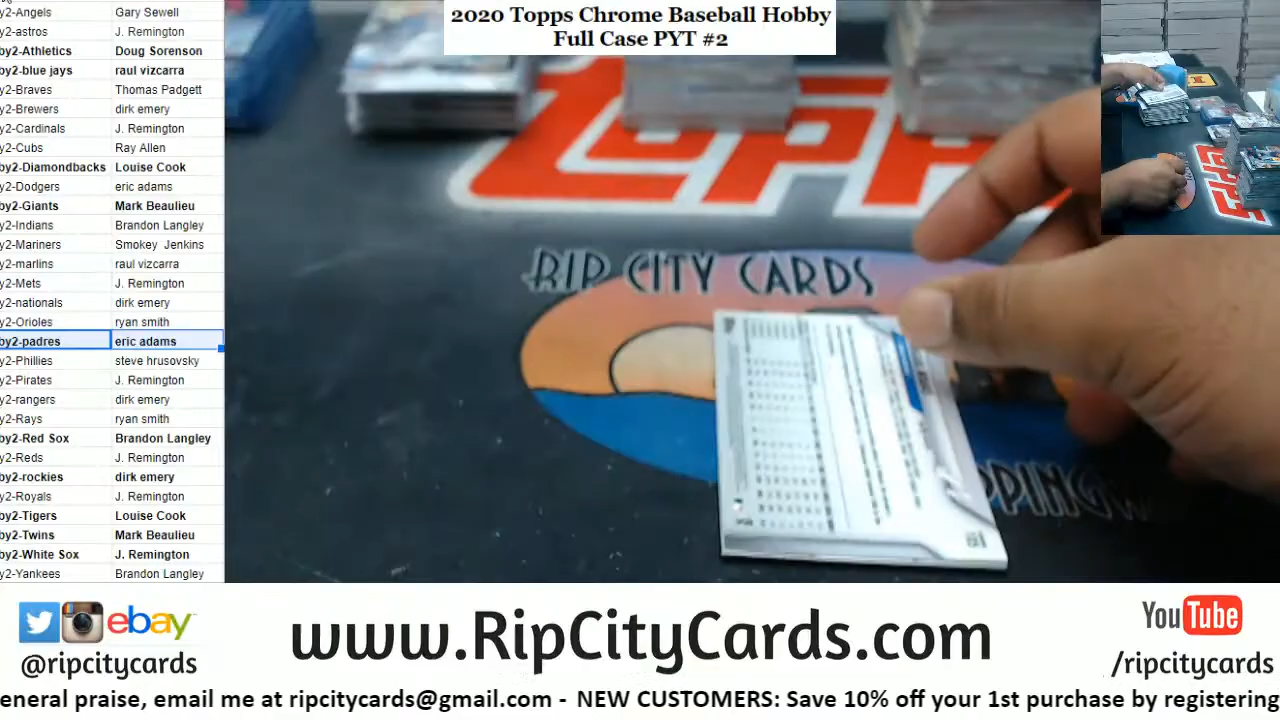 2020 Topps Chrome Baseball Hobby
Full Case PYT #2
y2-Angels Gary Sewell
y2-astros J. Remington
by2-Athletics Doug Sorenson
by2-blue jays raul vizcarra
y2-Braves Thomas Padgett
y2-Brewers dirk emery
y2-Cardinals J. Remington
y2-Cubs Ray Allen
by2-Diamondbacks Louise Cook
y2-Dodgers eric adams
by2-Giants Mark Beaulieu
y2-Indians Brandon Langley
y2-Mariners Smokey Jenkins
y2-marlins raul vizcarra
y2-Mets J. Remington
y2-nationals dirk emery
y2-Orioles ryan smith
by2-padres eric adams
y2-Phillies steve hrusovsky
y2-Pirates J. Remington
y2-rangers dirk emery
y2-Rays ryan smith
by2-Red Sox Brandon Langley
y2-Reds J. Remington
by2-rockies dirk emery
y2-Royals J. Remington
by2-Tigers Louise Cook
by2-Twins Mark Beaulieu
by2-White Sox J. Remington
y2-Yankees Brandon Langley
TOPPS
RIP CITY CARDS
TOPPS
ebay
@ripcitycards
www.RipCityCards.com
YouTube
/ripcitycards
eneral praise, email me at ripcitycards@gmail.com - NEW CUSTOMERS: Save 10% off your 1st purchase by registering